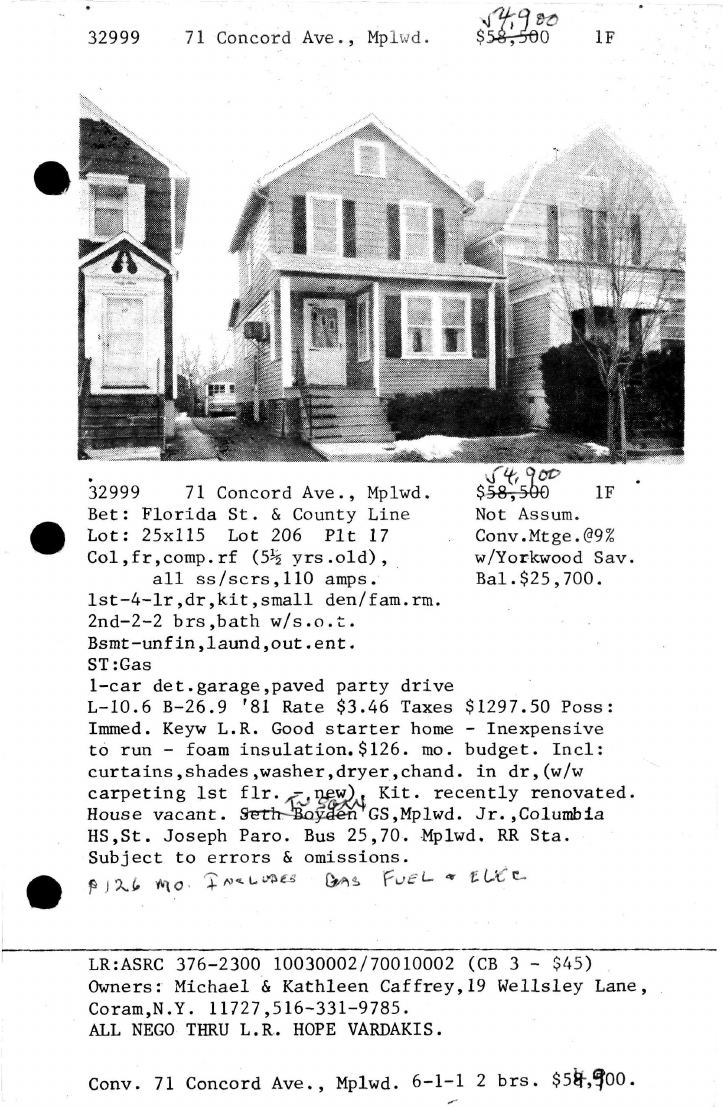 54,900
32999 71 Concord Ave., Mplwd. $58,500 1F
54,900
32999 71 Concord Ave., Mplwd. $58,500 1F
Bet: Florida St. & County Line Not Assum.
Lot: 25x115 Lot 206 Plt 17 Conv.Mtge.@9%
Col,fr,comp.rf (5½ yrs.old), w/Yorkwood Sav.
all ss/scrs,110 amps. Bal.$25,700.
1st-4-lr,dr,kit,small den/fam.rm.
2nd-2-2 brs,bath w/s.o.t.
Bsmt-unfin,laund,out.ent.
ST:Gas
1-car det.garage,paved party drive
L-10.6 B-26.9 '81 Rate $3.46 Taxes $1297.50 Poss:
Immed. Keyw L.R. Good starter home - Inexpensive
to run - foam insulation.$126. mo. budget. Incl:
curtains,shades,washer,dryer,chand. in dr,(w/w
carpeting 1st flr. -, new). Kit. recently renovated.
House vacant. Seth Boyden GS,Mplwd. Jr.,Columbia
HS,St. Joseph Paro. Bus 25,70. Mplwd. RR Sta.
Subject to errors & omissions.
$126 MO. INCLUDES GAS FUEL & ELEC
LR:ASRC 376-2300 10030002/70010002 (CB 3 - $45)
Owners: Michael & Kathleen Caffrey,19 Wellsley Lane,
Coram,N.Y. 11727,516-331-9785.
ALL NEGO THRU L.R. HOPE VARDAKIS.
Conv. 71 Concord Ave., Mplwd. 6-1-1 2 brs. $54,900.